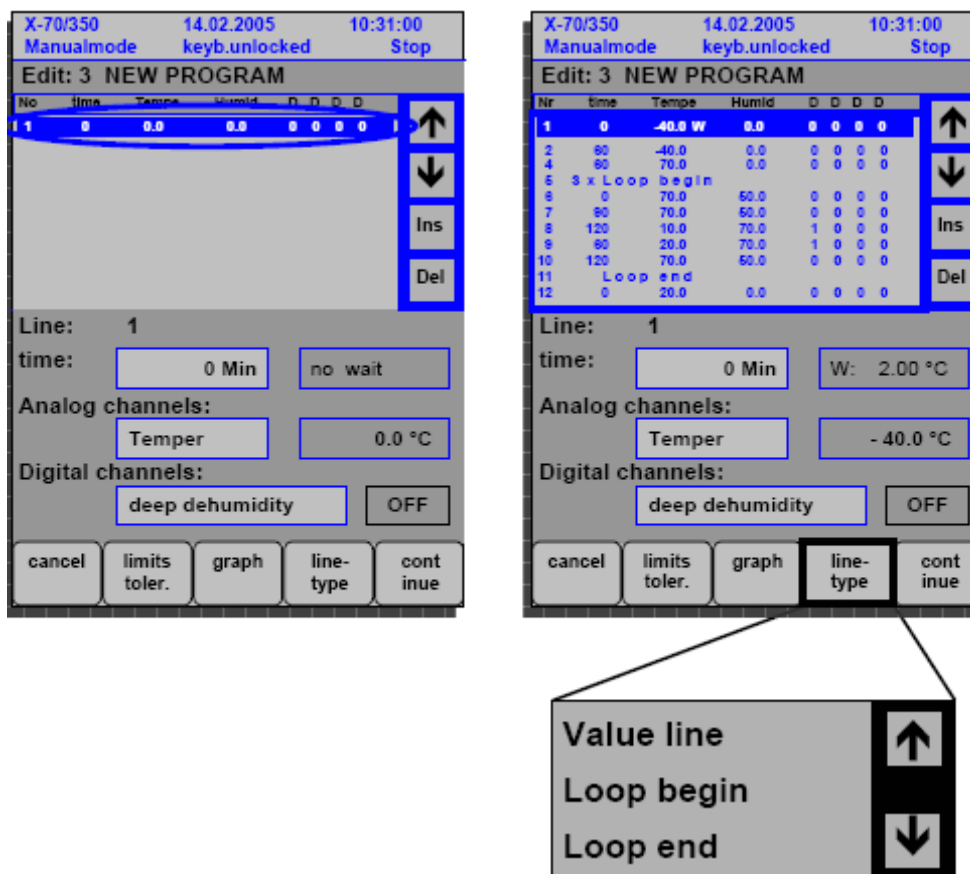 X-70/350 14.02.2005 10:31:00
Manualmode keyb.unlocked Stop
Edit: 3 NEW PROGRAM
No time Tempe Humid D D D D
1 0 0.0 0.0 0 0 0 0
Ins
Del
Line: 1
time: 0 Min no wait
Analog channels:
Temper 0.0 °C
Digital channels:
deep dehumidity OFF
cancel limits toler. graph line-type cont inue
X-70/350 14.02.2005 10:31:00
Manualmode keyb.unlocked Stop
Edit: 3 NEW PROGRAM
Nr time Tempe Humid D D D D
1 0 -40.0 W 0.0 0 0 0 0
2 60 -40.0 0.0 0 0 0 0
4 60 70.0 0.0 0 0 0 0
5 3 x Loop begin
6 0 70.0 50.0 0 0 0 0
7 90 70.0 50.0 0 0 0 0
8 120 10.0 70.0 1 0 0 0
9 60 20.0 70.0 1 0 0 0
10 120 70.0 50.0 0 0 0 0
11 Loop end
12 0 20.0 0.0 0 0 0 0
Ins
Del
Line: 1
time: 0 Min W: 2.00 °C
Analog channels:
Temper - 40.0 °C
Digital channels:
deep dehumidity OFF
cancel limits toler. graph line-type cont inue
Value line
Loop begin
Loop end